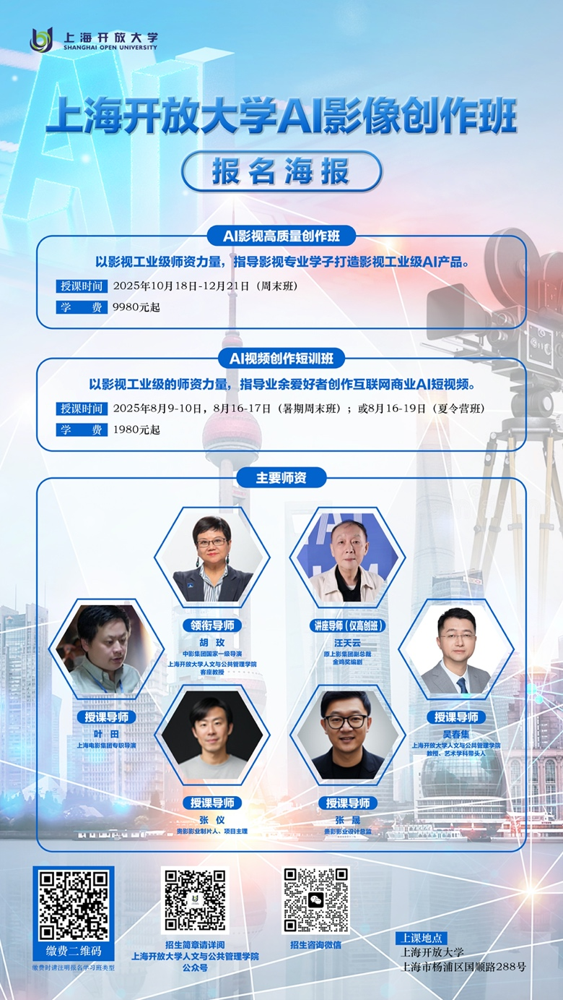 上海开放大学
SHANGHAI OPEN UNIVERSITY
上海开放大学AI影像创作班
报名海报
AI影视高质量创作班
以影视工业级师资力量，指导影视专业学子打造影视工业级AI产品。
授课时间 2025年10月18日-12月21日（周末班）
学 费 9980元起
AI视频创作短训班
以影视工业级的师资力量，指导业余爱好者创作互联网商业AI短视频。
授课时间 2025年8月9-10日，8月16-17日（暑期周末班）；或8月16-19日（夏令营班）
学 费 1980元起
主要师资
领衔导师
胡 玫
中影集团国家一级导演
上海开放大学人文与公共管理学院
客座教授
讲座导师（仅高创班）
汪天云
原上影集团副总裁
金鸡奖编剧
授课导师
叶 田
上海电影集团专职导演
授课导师
吴春集
上海开放大学人文与公共管理学院
教授、艺术学科带头人
授课导师
张 仪
贵影影业制片人、项目主理
授课导师
张 晟
贵影影业设计总监
缴费二维码
缴费时请注明报名学习班类型
招生简章请详阅
上海开放大学人文与公共管理学院
公众号
招生咨询微信
上课地点
上海开放大学
上海市杨浦区国顺路288号